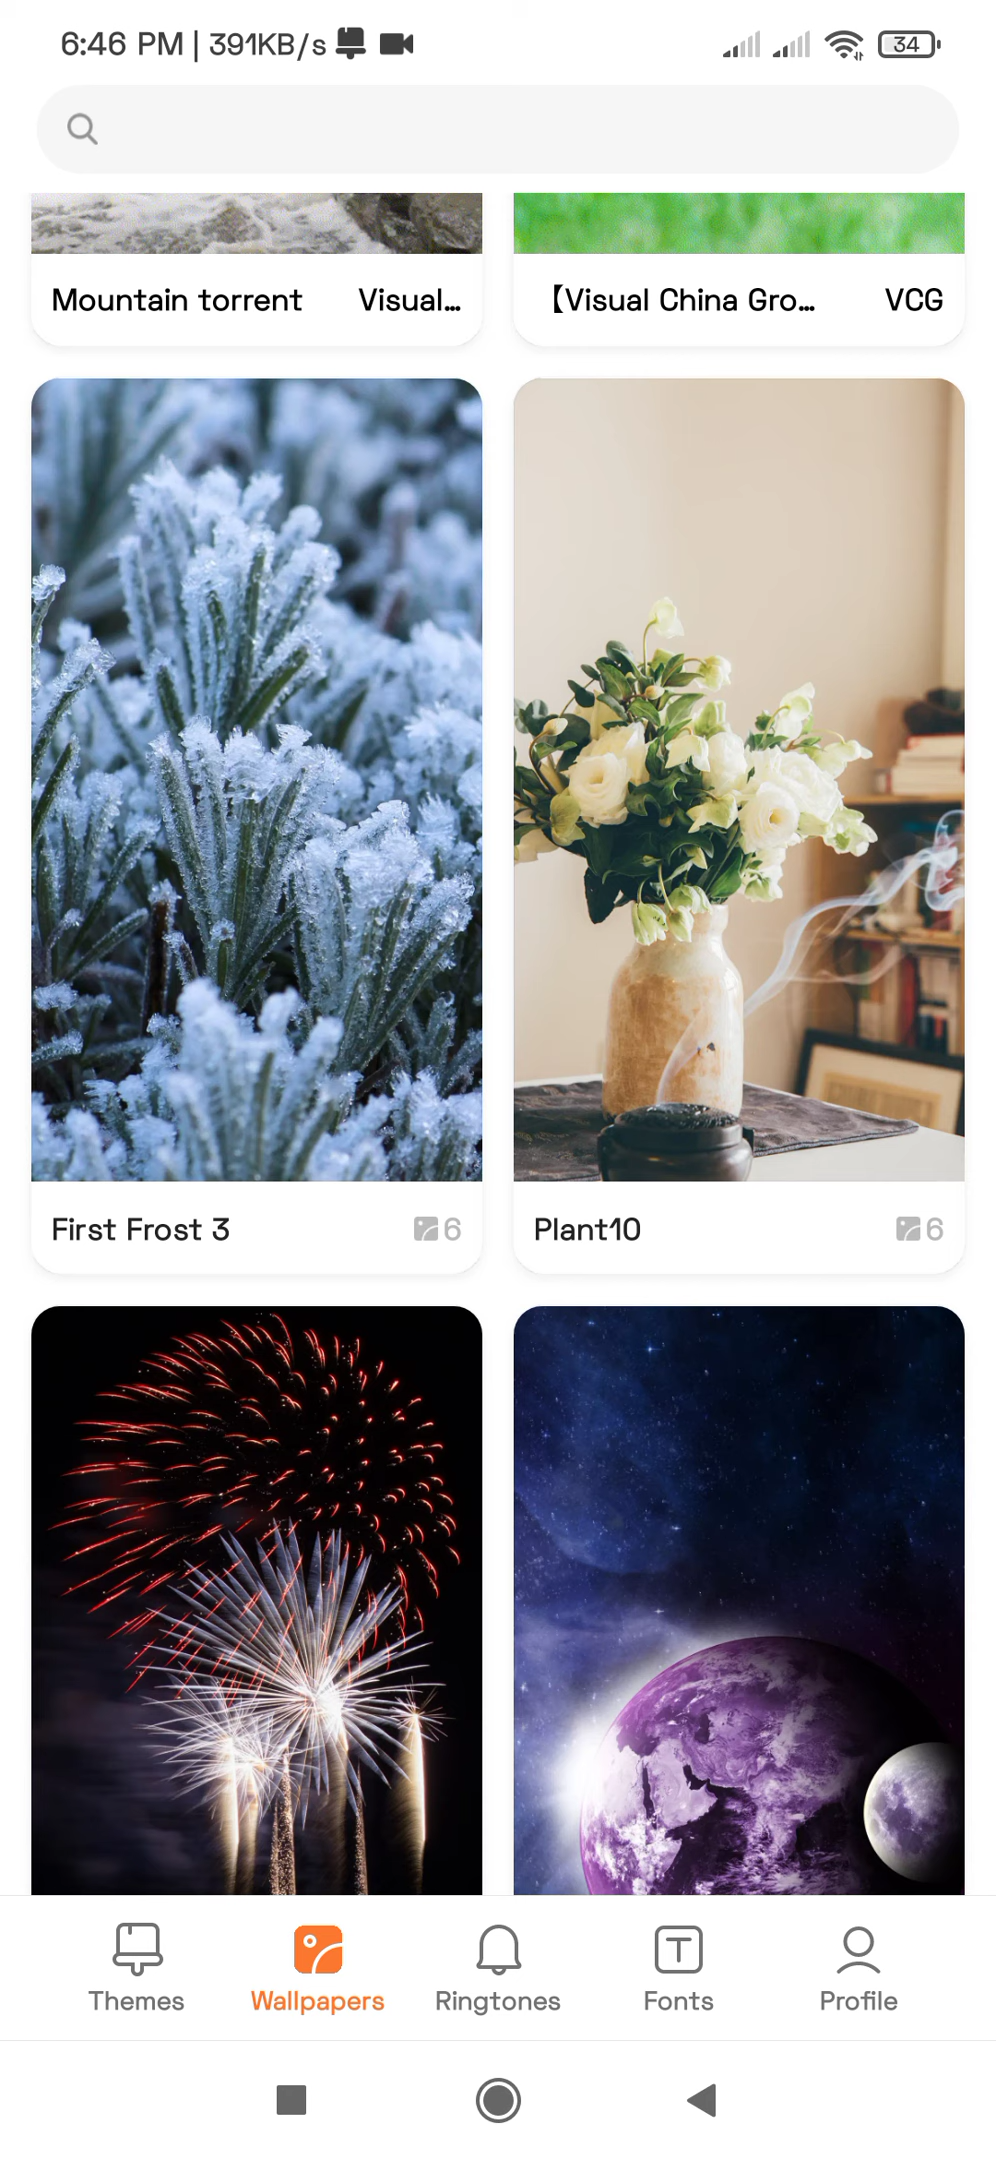 6:46 PM | 391KB/s 34
Mountain torrent Visual...
【Visual China Gro... VCG
First Frost 3 6
Plant10 6
Themes Wallpapers Ringtones Fonts Profile